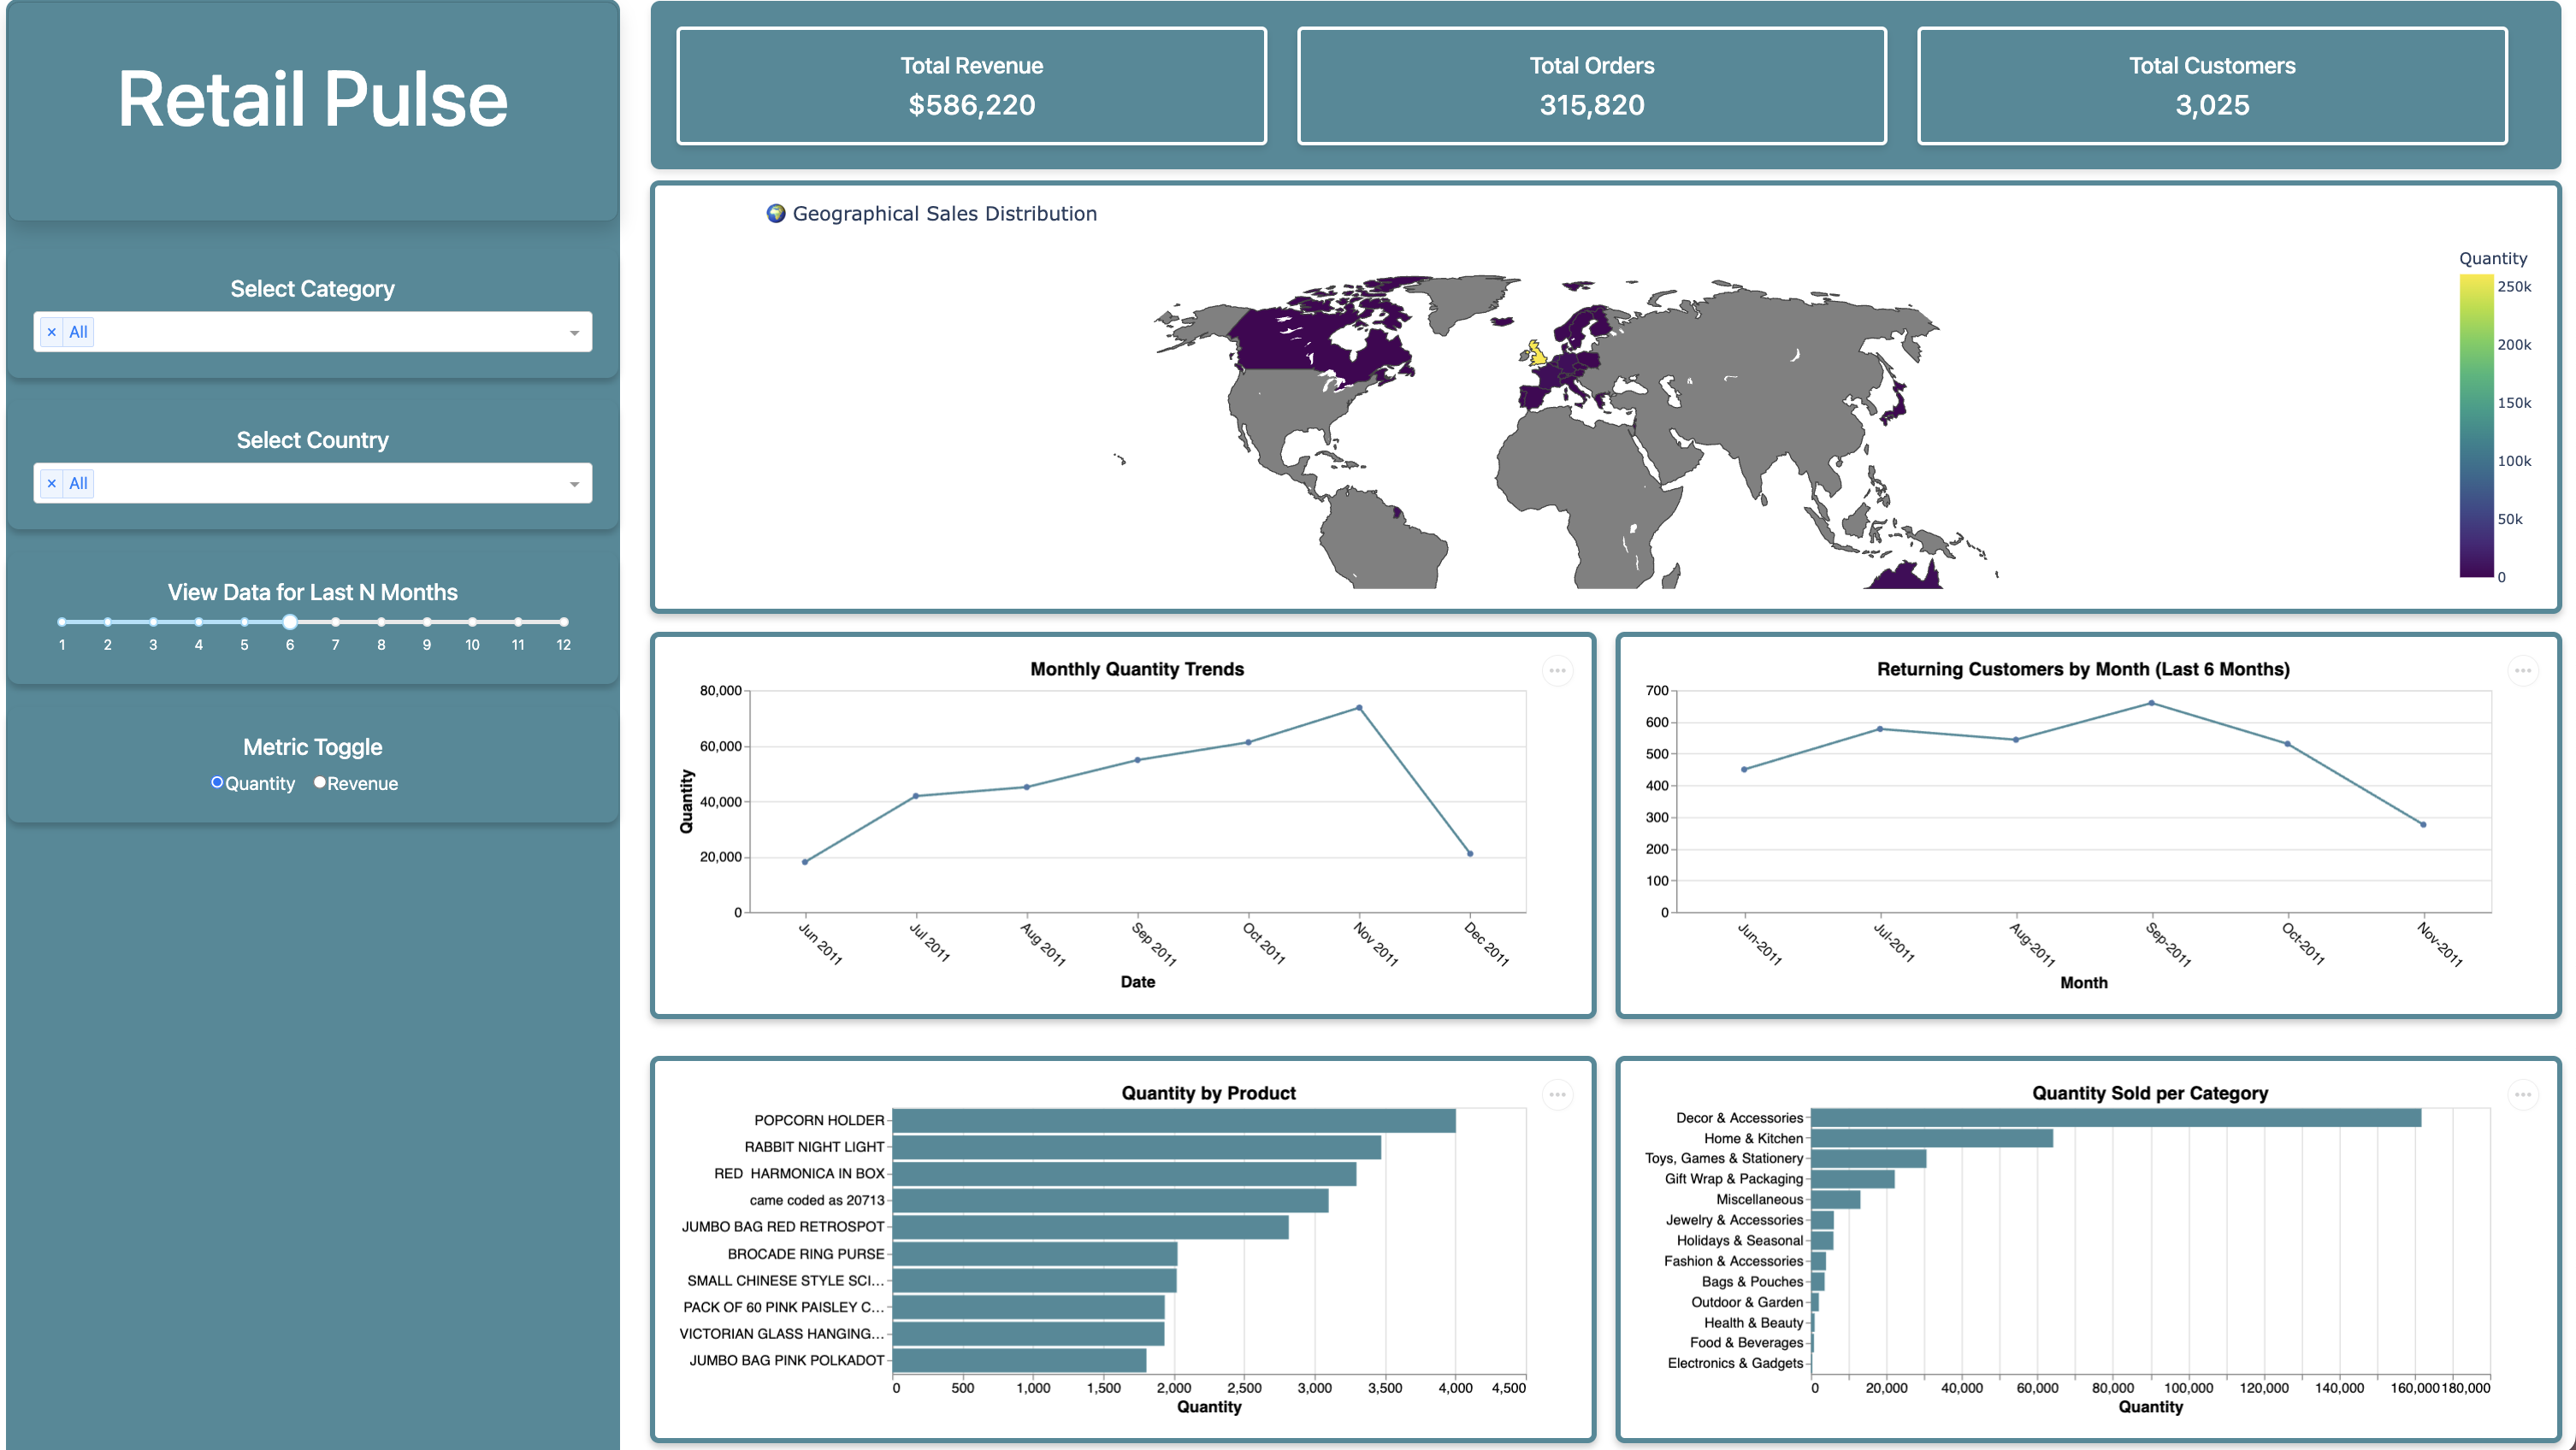 Retail Pulse
Select Category
× All
Select Country
× All
View Data for Last N Months
1 2 3 4 5 6 7 8 9 10 11 12
Metric Toggle
Quantity Revenue
Total Revenue
$586,220
Total Orders
315,820
Total Customers
3,025
Geographical Sales Distribution
Quantity
250k
200k
150k
100k
50k
0
Monthly Quantity Trends
80,000
60,000
40,000
20,000
0
Quantity
Jun 2011
Jul 2011
Aug 2011
Sep 2011
Oct 2011
Nov 2011
Dec 2011
Date
Returning Customers by Month (Last 6 Months)
700
600
500
400
300
200
100
0
Jun-2011
Jul-2011
Aug-2011
Sep-2011
Oct-2011
Nov-2011
Month
Quantity by Product
POPCORN HOLDER
RABBIT NIGHT LIGHT
RED  HARMONICA IN BOX
came coded as 20713
JUMBO BAG RED RETROSPOT
BROCADE RING PURSE
SMALL CHINESE STYLE SCI…
PACK OF 60 PINK PAISLEY C…
VICTORIAN GLASS HANGING…
JUMBO BAG PINK POLKADOT
0 500 1,000 1,500 2,000 2,500 3,000 3,500 4,000 4,500
Quantity
Quantity Sold per Category
Decor & Accessories
Home & Kitchen
Toys, Games & Stationery
Gift Wrap & Packaging
Miscellaneous
Jewelry & Accessories
Holidays & Seasonal
Fashion & Accessories
Bags & Pouches
Outdoor & Garden
Health & Beauty
Food & Beverages
Electronics & Gadgets
0 20,000 40,000 60,000 80,000 100,000 120,000 140,000 160,000 180,000
Quantity